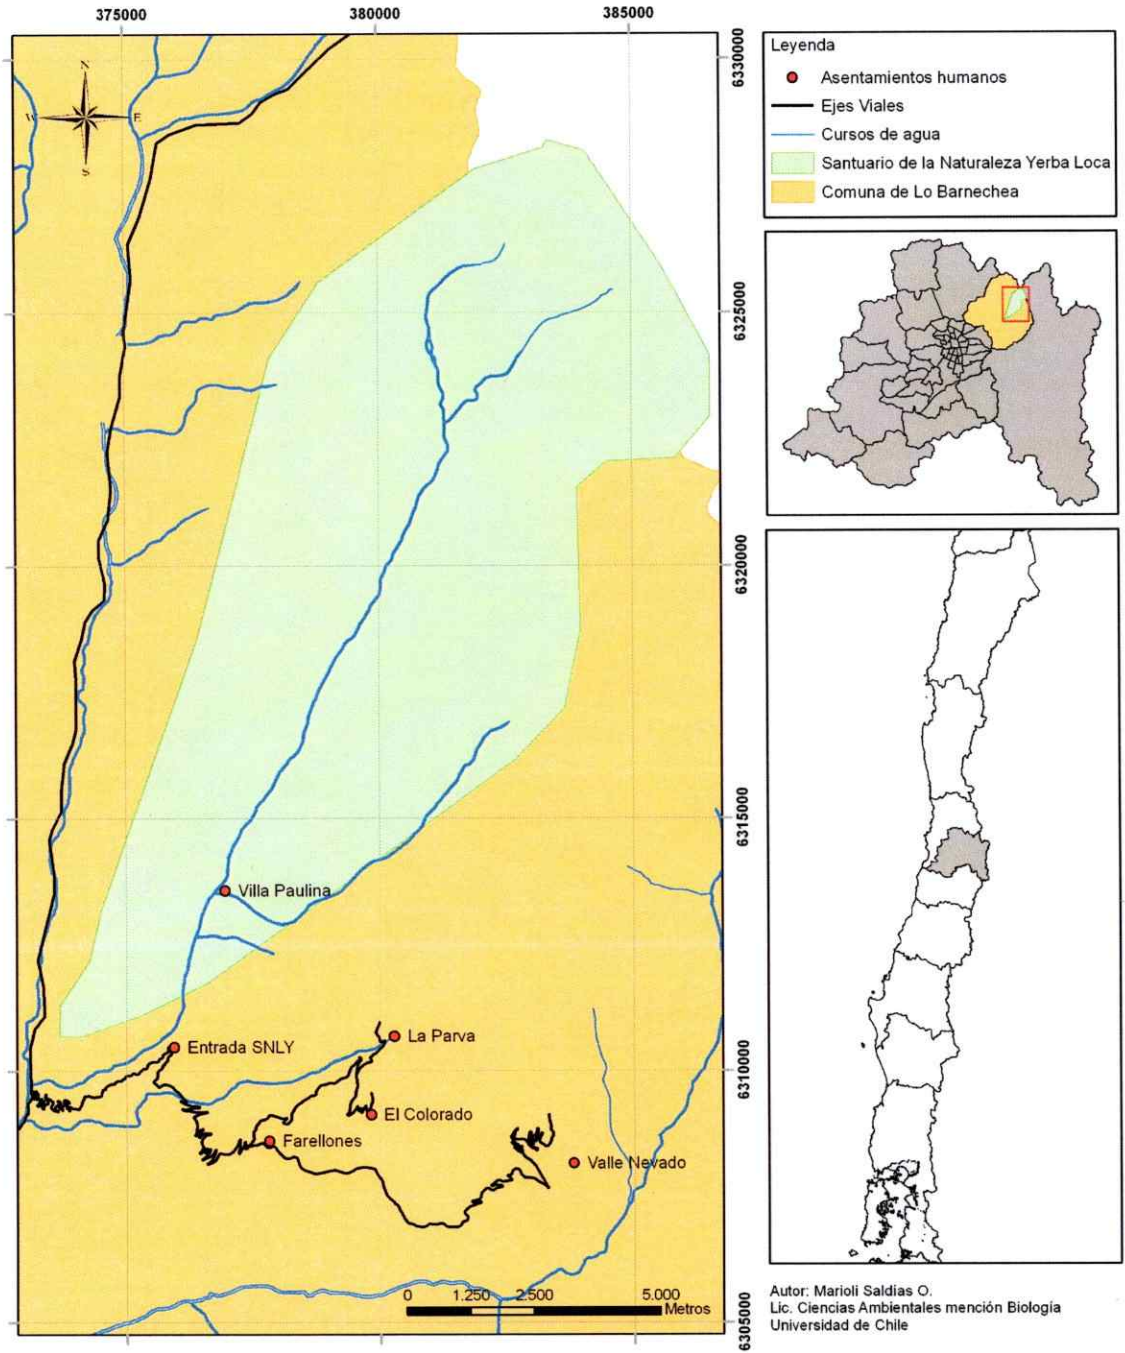 375000
380000
385000
6330000
6325000
6320000
6315000
6310000
6305000
N
W
E
S
Villa Paulina
Entrada SNLY
La Parva
El Colorado
Farellones
Valle Nevado
0 1.250 2.500 5.000
Metros
Leyenda
Asentamientos humanos
Ejes Viales
Cursos de agua
Santuario de la Naturaleza Yerba Loca
Comuna de Lo Barnechea
Autor: Marioli Saldias O.
Lic. Ciencias Ambientales mención Biología
Universidad de Chile